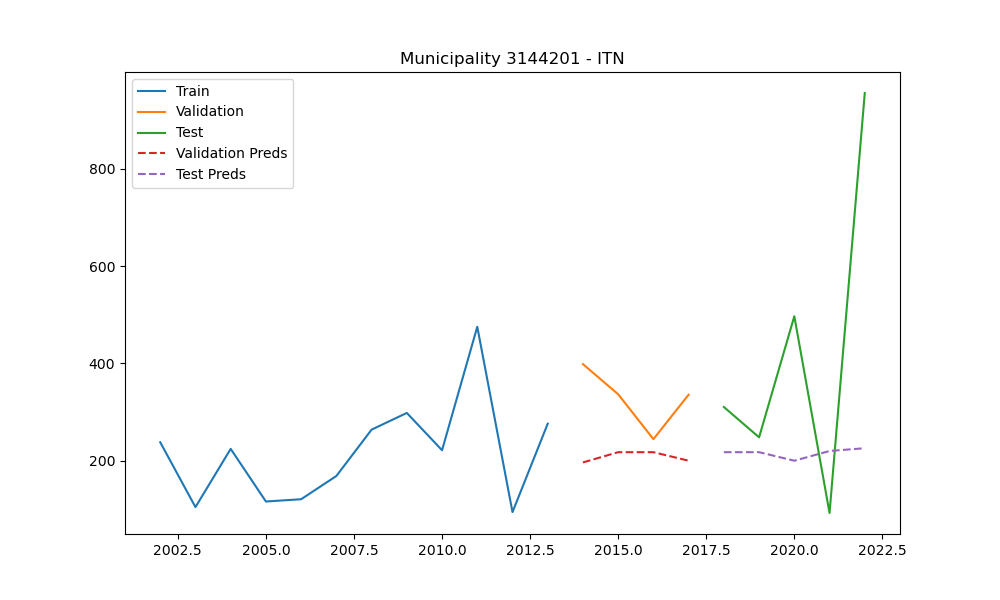 Municipality 3144201 - ITN
Train
Validation
Test
Validation Preds
Test Preds
800
600
400
200
2002.5 2005.0 2007.5 2010.0 2012.5 2015.0 2017.5 2020.0 2022.5